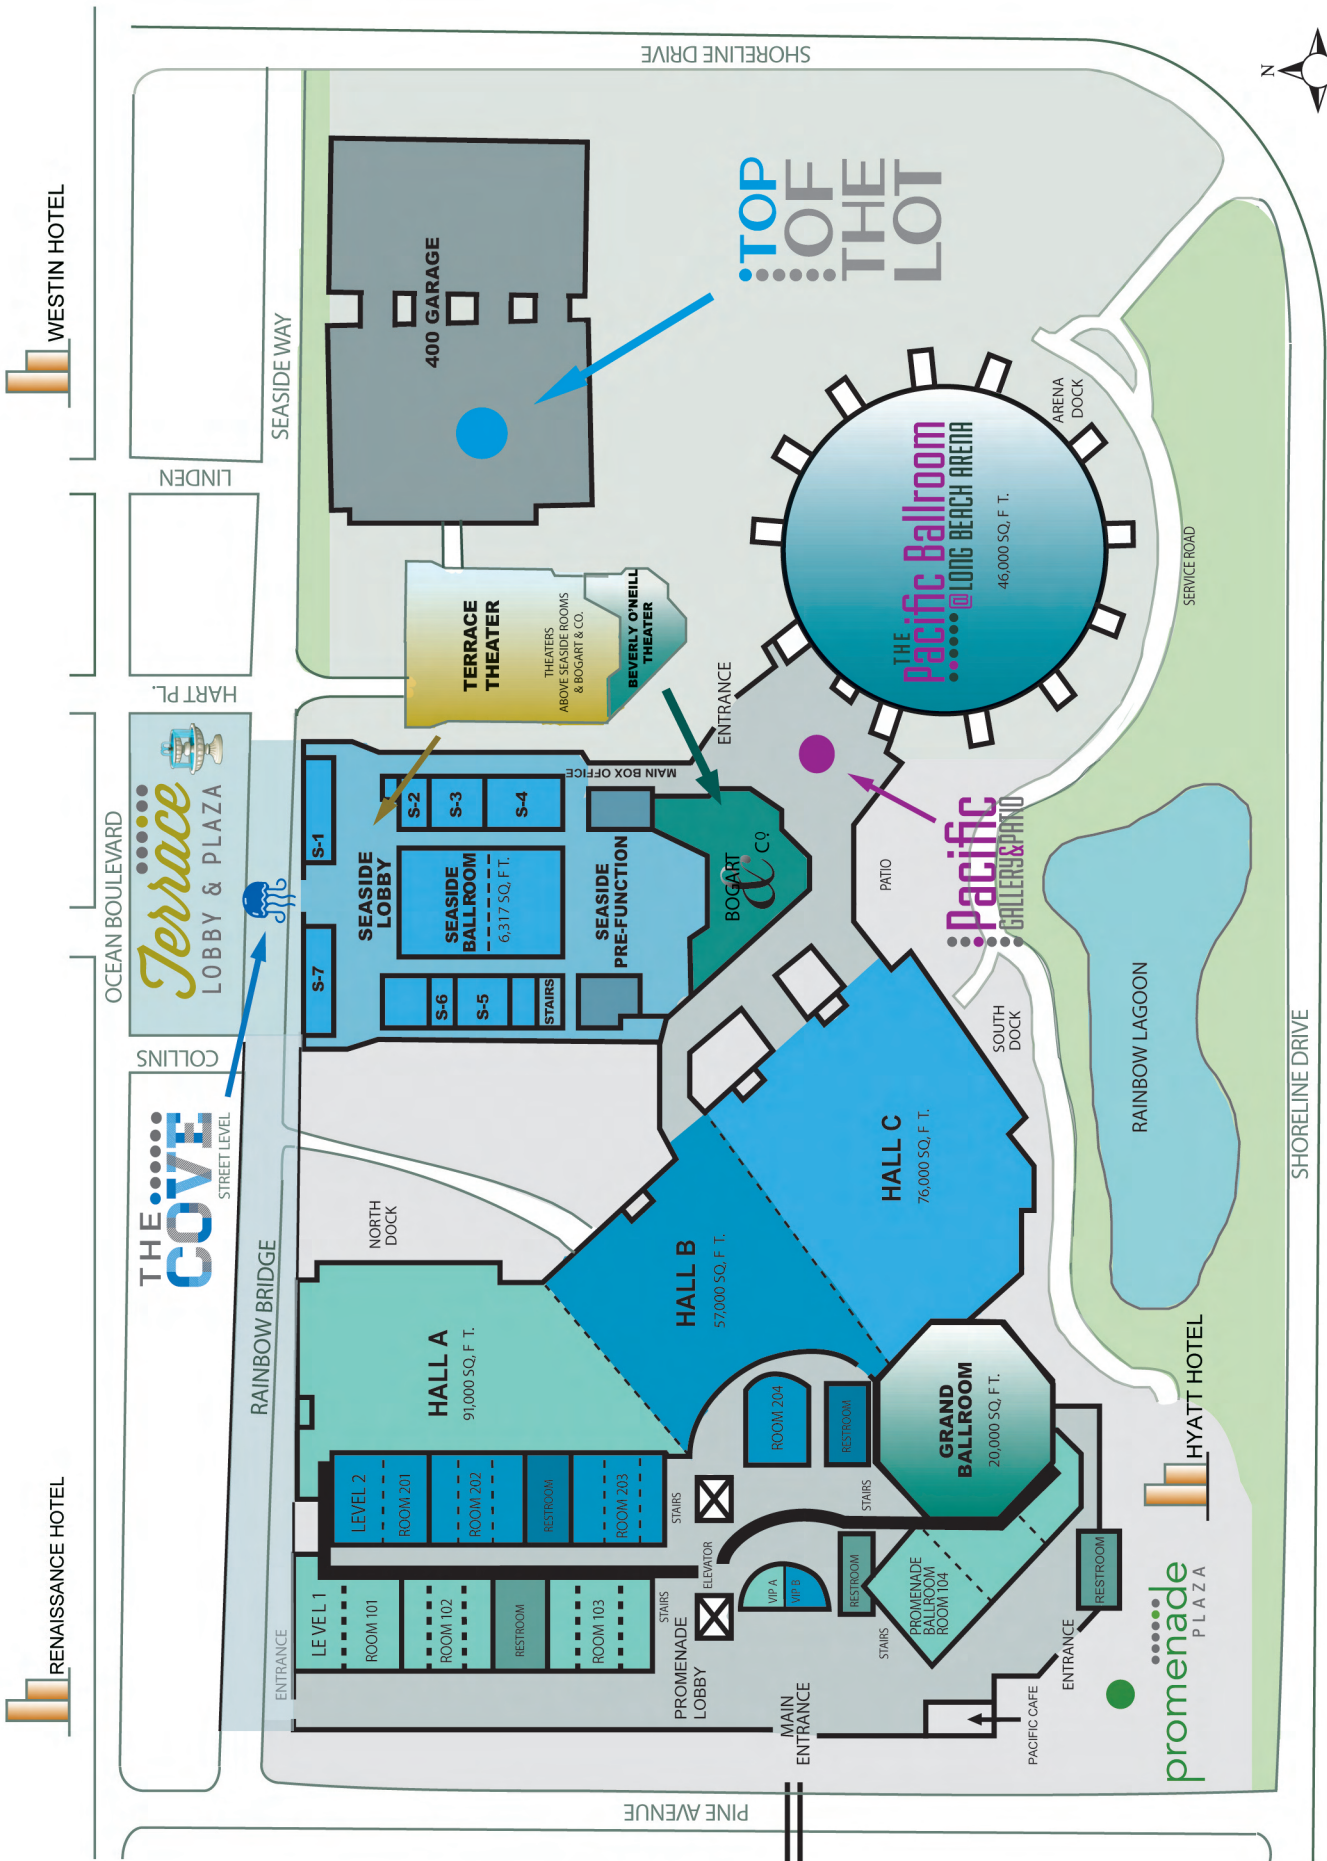 RENAISSANCE HOTEL
WESTIN HOTEL
OCEAN BOULEVARD
COLLINS
HART PL.
LINDEN
Terrace
LOBBY & PLAZA
THE
COVE
STREET LEVEL
RAINBOW BRIDGE
SEASIDE WAY
SHORELINE DRIVE
N
ENTRANCE
LEVEL 1
ROOM 101
ROOM 102
RESTROOM
ROOM 103
STAIRS
LEVEL 2
ROOM 201
ROOM 202
RESTROOM
ROOM 203
STAIRS
HALL A
91,000 SQ, F T.
NORTH
DOCK
S-7
S-1
SEASIDE
LOBBY
S-6
S-5
STAIRS
SEASIDE
BALLROOM
6,317 SQ, F T.
S-2
S-3
S-4
SEASIDE
PRE-FUNCTION
MAIN BOX OFFICE
TERRACE
THEATER
THEATERS
ABOVE SEASIDE ROOMS
& BOGART & CO.
BEVERLY O'NEILL
THEATER
400 GARAGE
TOP
OF
THE
LOT
PROMENADE
LOBBY
ELEVATOR
HALL B
57,000 SQ, F T.
BOGART
& CO.
ENTRANCE
MAIN
ENTRANCE
VIP A
VIP B
ROOM 204
RESTROOM
RESTROOM
STAIRS
STAIRS
HALL C
76,000 SQ, F T.
PATIO
THE
Pacific Ballroom
@LONG BEACH ARENA
46,000 SQ, F T.
ARENA
DOCK
PROMENADE
BALLROOM
ROOM 104
GRAND
BALLROOM
20,000 SQ, F T.
SOUTH
DOCK
Pacific
GALLERY&PATIO
PACIFIC CAFE
ENTRANCE
RESTROOM
RAINBOW LAGOON
SERVICE ROAD
promenade
PLAZA
HYATT HOTEL
SHORELINE DRIVE
PINE AVENUE